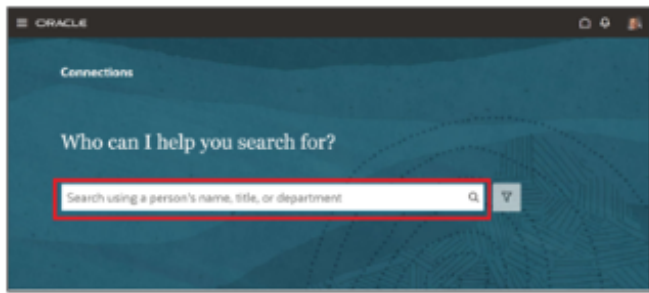 ORACLE
Connections
Who can I help you search for?
Search using a person's name, title, or department